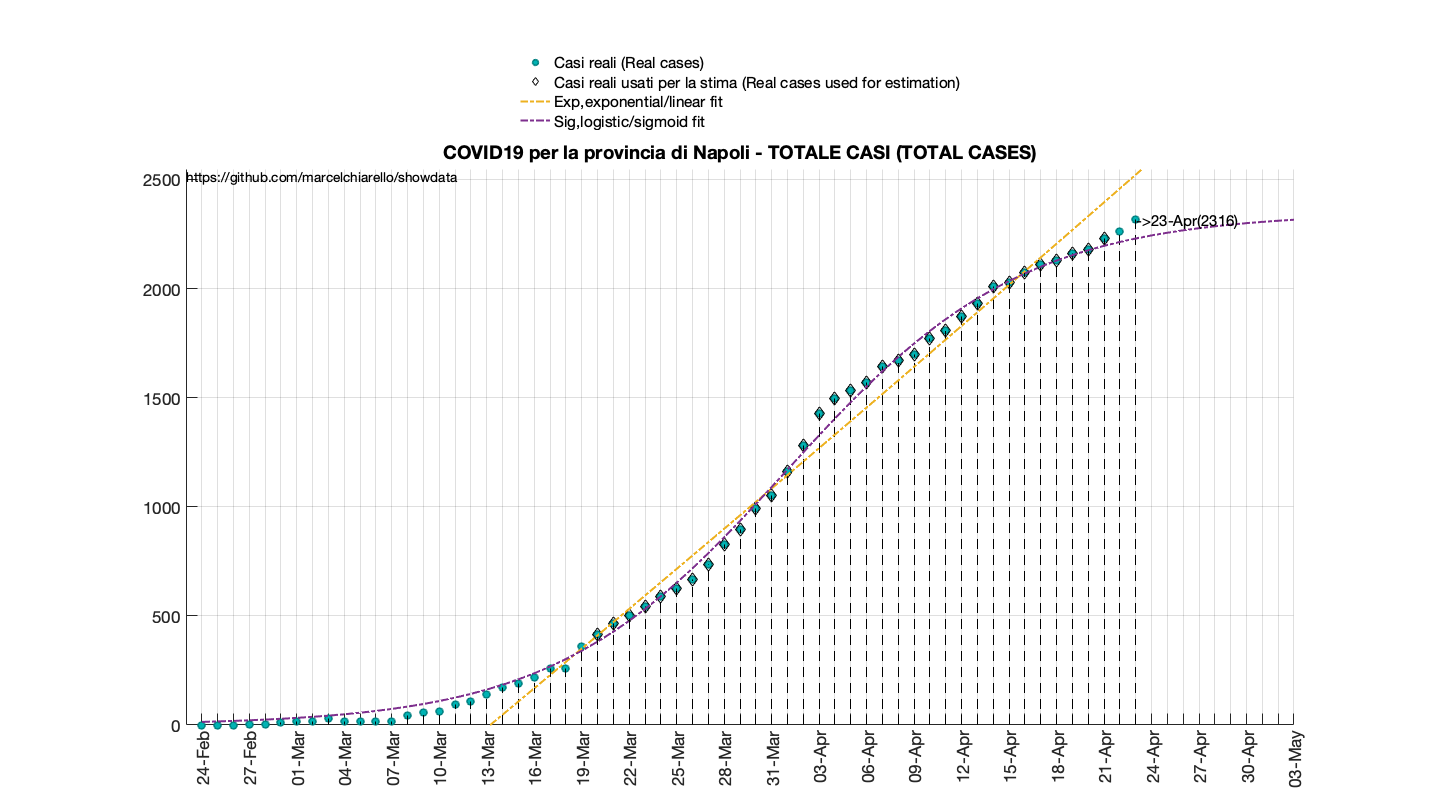 Casi reali (Real cases)
Casi reali usati per la stima (Real cases used for estimation)
Exp,exponential/linear fit
Sig,logistic/sigmoid fit
COVID19 per la provincia di Napoli - TOTALE CASI (TOTAL CASES)
https://github.com/marcelchiarello/showdata
2500
2000
1500
1000
500
0
>23-Apr(2316)
24-Feb
27-Feb
01-Mar
04-Mar
07-Mar
10-Mar
13-Mar
16-Mar
19-Mar
22-Mar
25-Mar
28-Mar
31-Mar
03-Apr
06-Apr
09-Apr
12-Apr
15-Apr
18-Apr
21-Apr
24-Apr
27-Apr
30-Apr
03-May